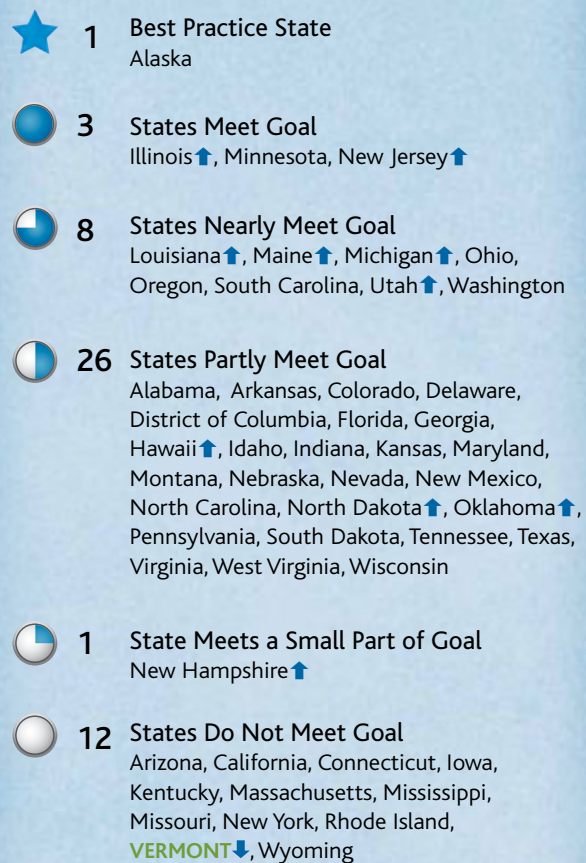 1 Best Practice State
Alaska
3 States Meet Goal
Illinois⬆, Minnesota, New Jersey⬆
8 States Nearly Meet Goal
Louisiana⬆, Maine⬆, Michigan⬆, Ohio,
Oregon, South Carolina, Utah⬆, Washington
26 States Partly Meet Goal
Alabama, Arkansas, Colorado, Delaware,
District of Columbia, Florida, Georgia,
Hawaii⬆, Idaho, Indiana, Kansas, Maryland,
Montana, Nebraska, Nevada, New Mexico,
North Carolina, North Dakota⬆, Oklahoma⬆,
Pennsylvania, South Dakota, Tennessee, Texas,
Virginia, West Virginia, Wisconsin
1 State Meets a Small Part of Goal
New Hampshire⬆
12 States Do Not Meet Goal
Arizona, California, Connecticut, Iowa,
Kentucky, Massachusetts, Mississippi,
Missouri, New York, Rhode Island,
VERMONT⬇, Wyoming